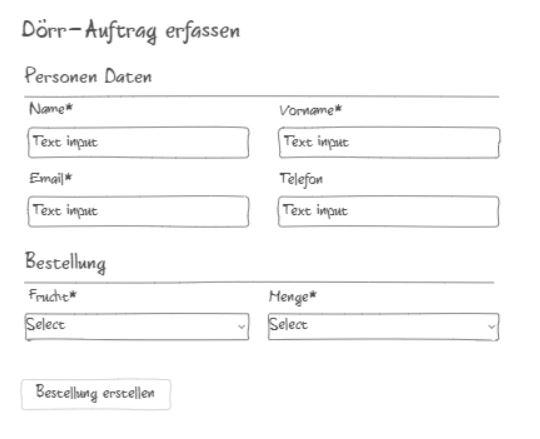 Dörr-Auftrag erfassen
Personen Daten
Name* Vorname*
Text input Text input
Email* Telefon
Text input Text input
Bestellung
Frucht* Menge*
Select Select
Bestellung erstellen